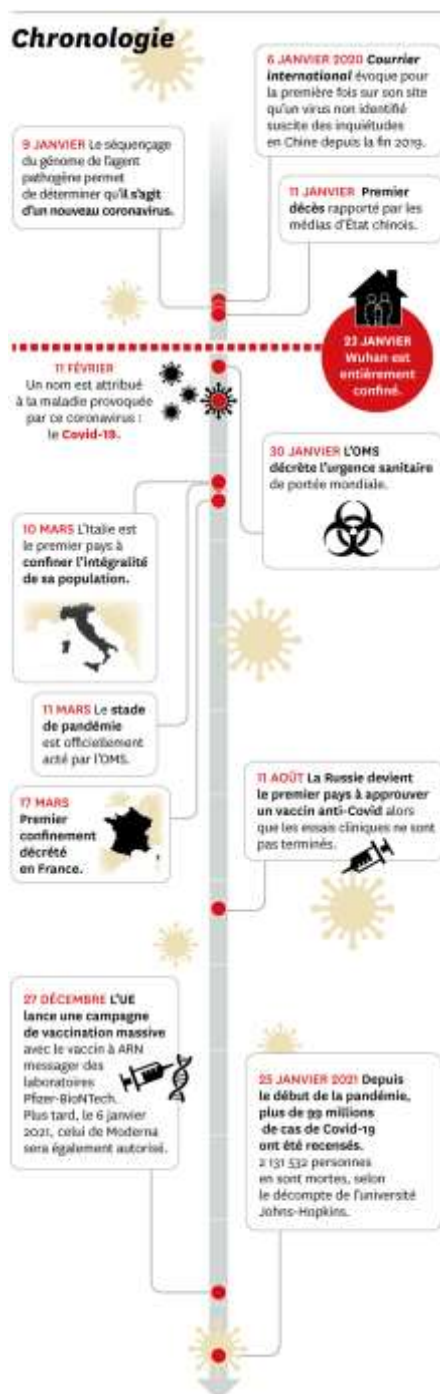 Chronologie
6 JANVIER 2020 Courrier
international évoque pour
la première fois sur son site
qu'un virus non identifié
suscite des inquiétudes
en Chine depuis la fin 2019.
9 JANVIER Le séquençage
du génome de l'agent
pathogène permet
de déterminer qu'il s'agit
d'un nouveau coronavirus.
11 JANVIER Premier
décès rapporté par les
médias d'État chinois.
23 JANVIER
Wuhan est
entièrement
confiné.
11 FÉVRIER
Un nom est attribué
à la maladie provoquée
par ce coronavirus :
le Covid-19.
30 JANVIER L'OMS
décrète l'urgence sanitaire
de portée mondiale.
10 MARS L'Italie est
le premier pays à
confiner l'intégralité
de sa population.
11 MARS Le stade
de pandémie
est officiellement
acté par l'OMS.
17 MARS
Premier
confinement
décrété
en France.
11 AOÛT La Russie devient
le premier pays à approuver
un vaccin anti-Covid alors
que les essais cliniques ne sont
pas terminés.
27 DÉCEMBRE L'UE
lance une campagne
de vaccination massive
avec le vaccin à ARN
messager des
laboratoires
Pfizer-BioNTech.
Plus tard, le 6 janvier
2021, celui de Moderna
sera également autorisé.
25 JANVIER 2021 Depuis
le début de la pandémie,
plus de 99 millions
de cas de Covid-19
ont été recensés.
2 131 532 personnes
en sont mortes, selon
le décompte de l'université
Johns-Hopkins.